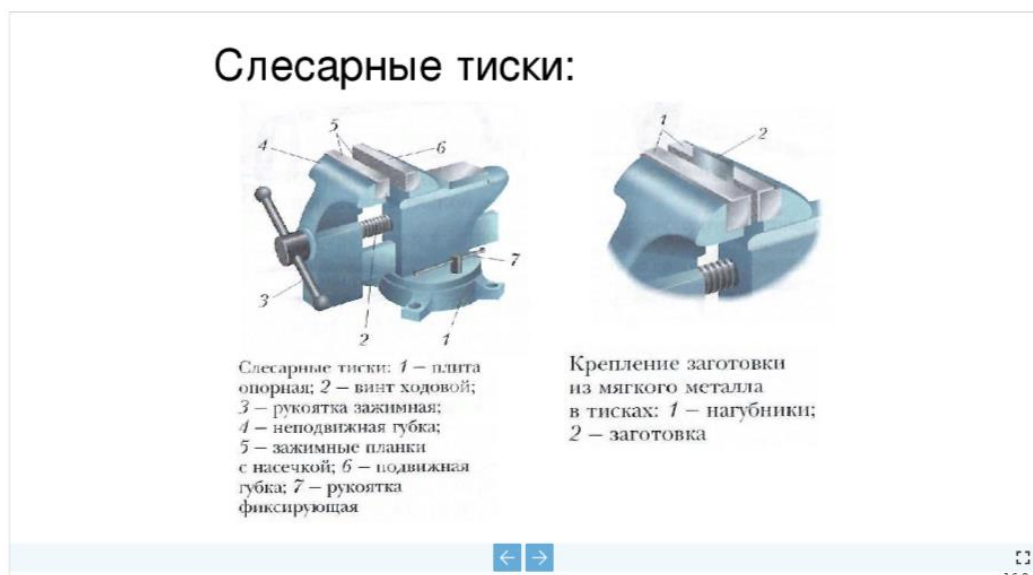 Слесарные тиски:
5
4
6
7
3
2
1
1
2
Слесарные тиски: 1 – плита
опорная; 2 – винт ходовой;
3 – рукоятка зажимная;
4 – неподвижная губка;
5 – зажимные планки
с насечкой; 6 – подвижная
губка; 7 – рукоятка
фиксирующая
Крепление заготовки
из мягкого металла
в тисках: 1 – нагубники;
2 – заготовка